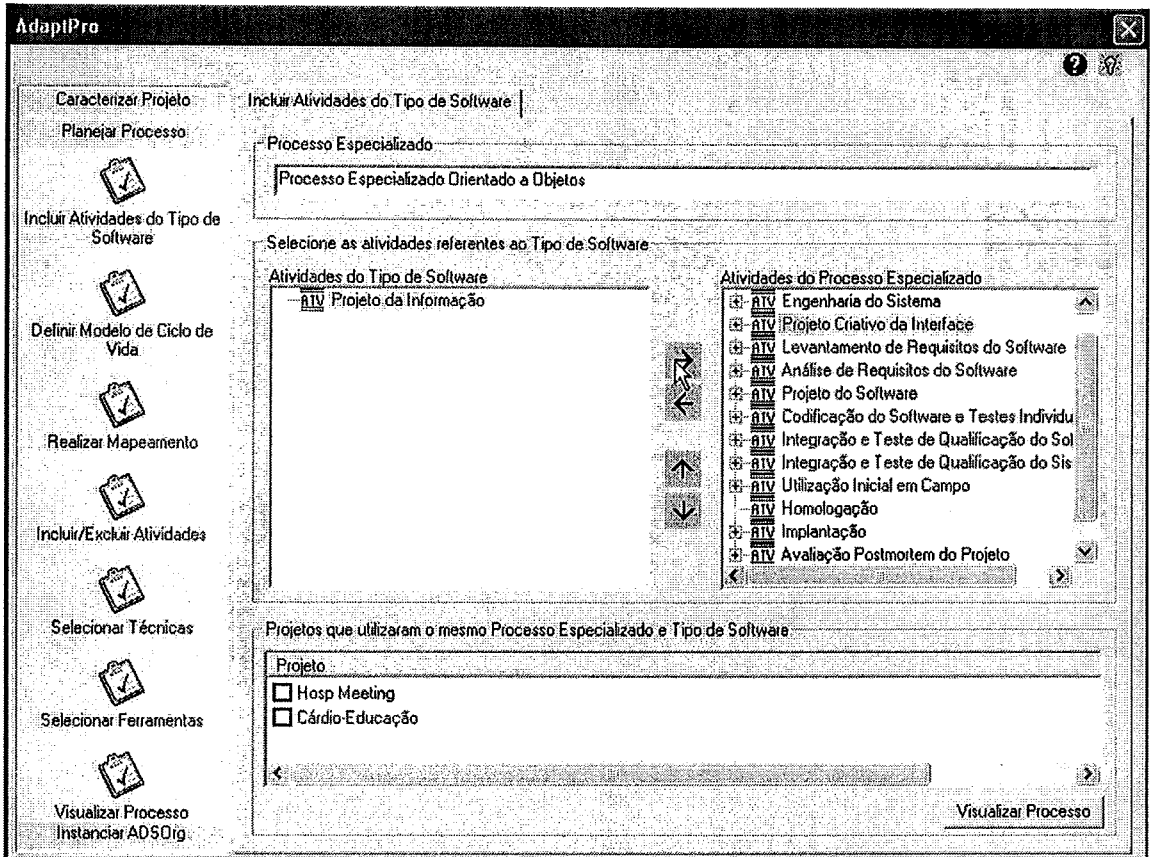 AdaptPro
Caracterizar Projeto
Planejar Processo
Incluir Atividades do Tipo de
Software
Definir Modelo de Ciclo de
Vida
Realizar Mapeamento
Incluir/Excluir Atividades
Selecionar Técnicas
Selecionar Ferramentas
Visualizar Processo
Instanciar ADSOrg
Incluir Atividades do Tipo de Software
Processo Especializado
Processo Especializado Orientado a Objetos
Selecione as atividades referentes ao Tipo de Software
Atividades do Tipo de Software
ATV Projeto da Informação
Atividades do Processo Especializado
ATV Engenharia do Sistema
ATV Projeto Criativo da Interface
ATV Levantamento de Requisitos do Software
ATV Análise de Requisitos do Software
ATV Projeto do Software
ATV Codificação do Software e Testes Individu
ATV Integração e Teste de Qualificação do Sof
ATV Integração e Teste de Qualificação do Sis
ATV Utilização Inicial em Campo
ATV Homologação
ATV Implantação
ATV Avaliação Postmortem do Projeto
Projetos que utilizaram o mesmo Processo Especializado e Tipo de Software
Projeto
Hosp Meeting
Cárdio-Educação
Visualizar Processo